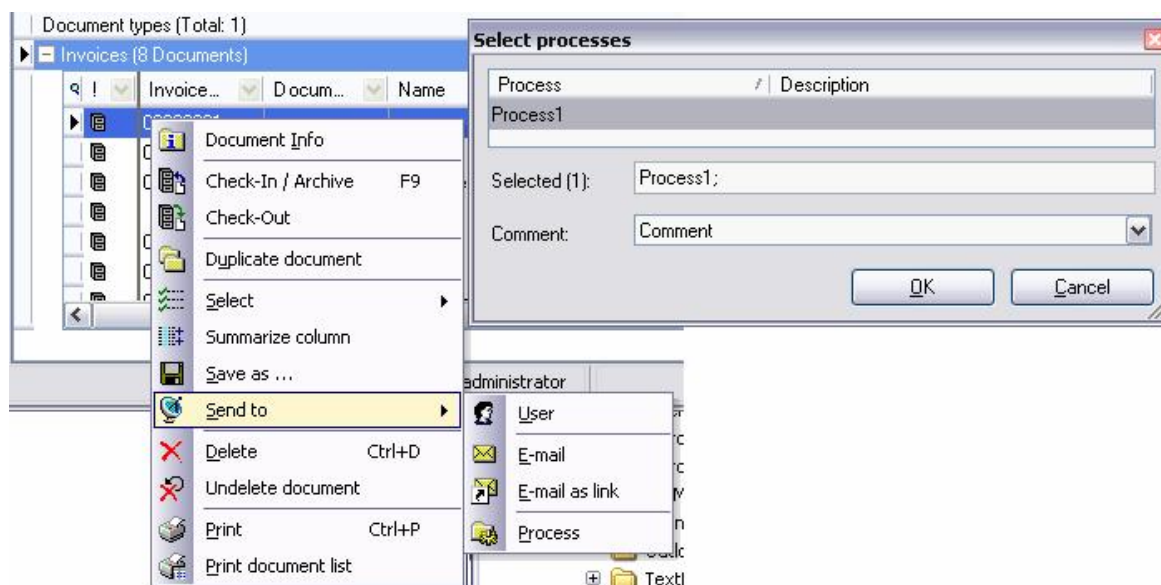 Document types (Total: 1)
Invoices (8 Documents)
! Invoice... Docum... Name
Document Info
Check-In / Archive F9
Check-Out
Duplicate document
Select
Summarize column
Save as ...
Send to
Delete Ctrl+D
Undelete document
Print Ctrl+P
Print document list
administrator
User
E-mail
E-mail as link
Process
Select processes
Process / Description
Process1
Selected (1): Process1;
Comment: Comment
OK Cancel